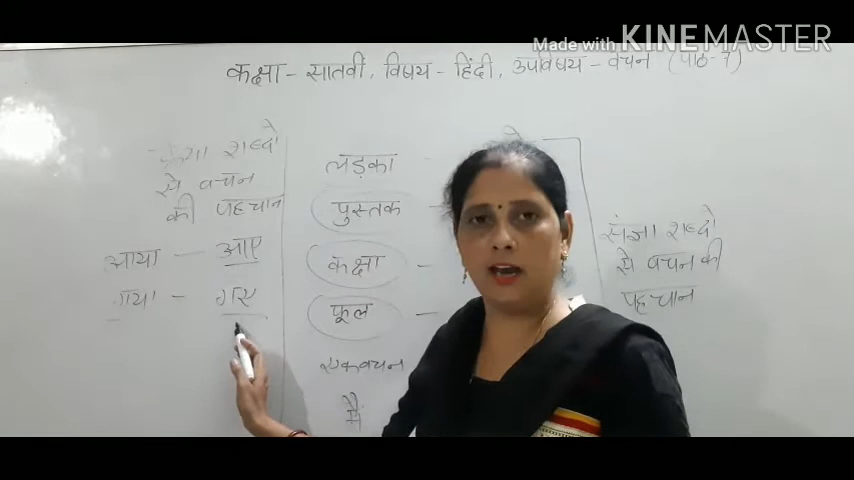 Made with KINEMASTER
कक्षा - सातवी, विषय - हिंदी, उपविषय - वचन (पाठ-7)
शब्दो
से वचन
की पहचान
आया - आए
गया - गए
लड़का
पुस्तक -
कक्षा -
फूल -
एकवचन
मैं
संज्ञा शब्दो
से वचन की
पहचान